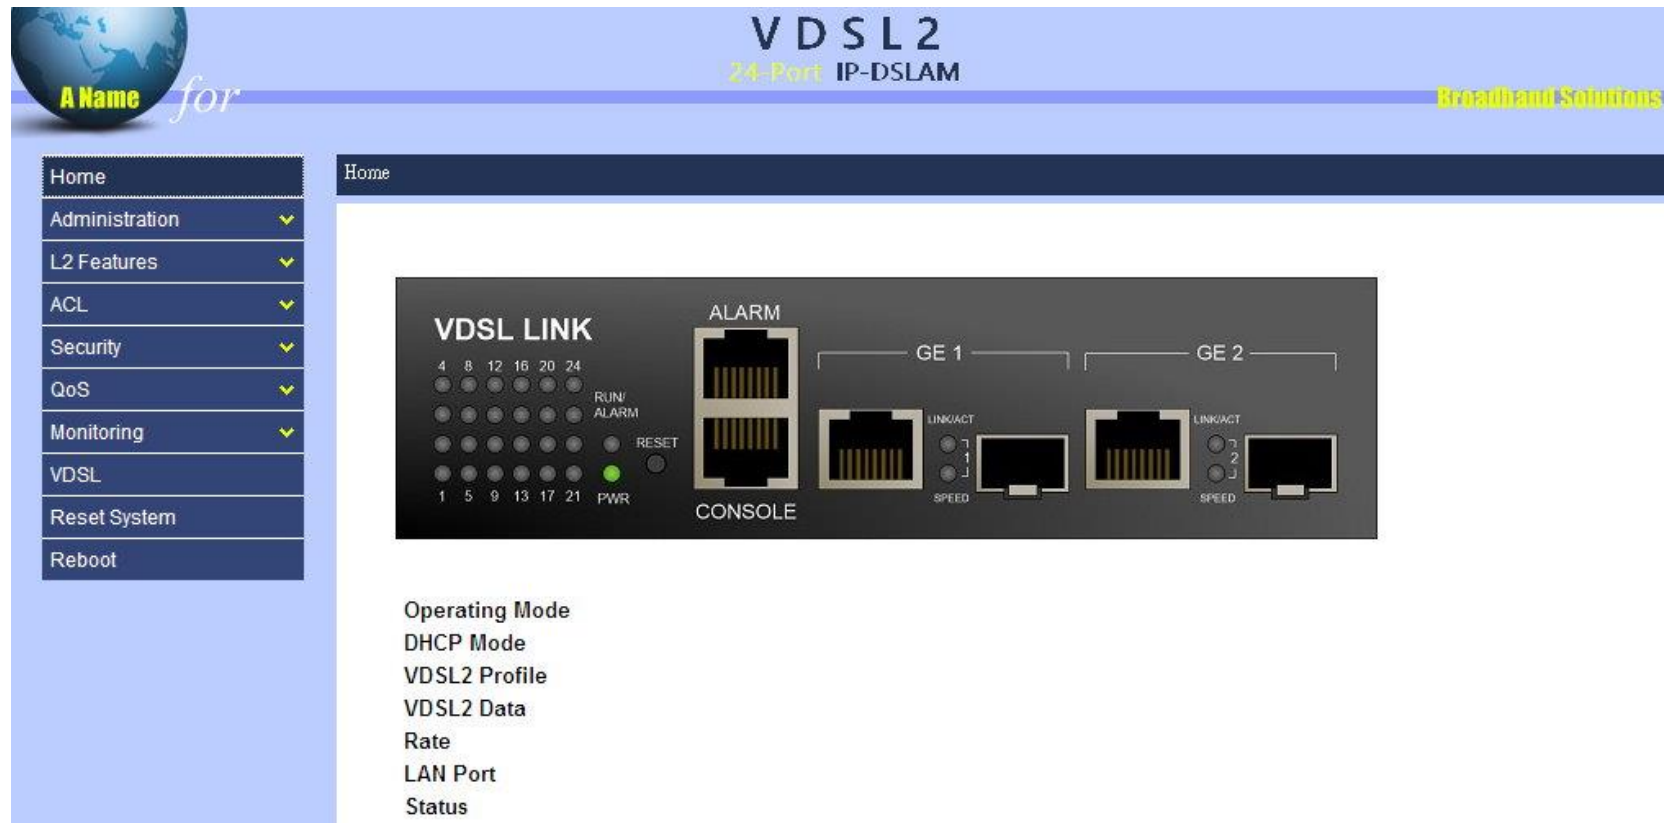 VDSL2
24-Port IP-DSLAM
A Name for
Broadband Solutions
Home
Administration
L2 Features
ACL
Security
QoS
Monitoring
VDSL
Reset System
Reboot
Home
VDSL LINK
4 8 12 16 20 24
RUN/
ALARM
RESET
1 5 9 13 17 21 PWR
ALARM
CONSOLE
GE 1
LINK/ACT
1
SPEED
GE 2
LINK/ACT
2
SPEED
Operating Mode
DHCP Mode
VDSL2 Profile
VDSL2 Data
Rate
LAN Port
Status